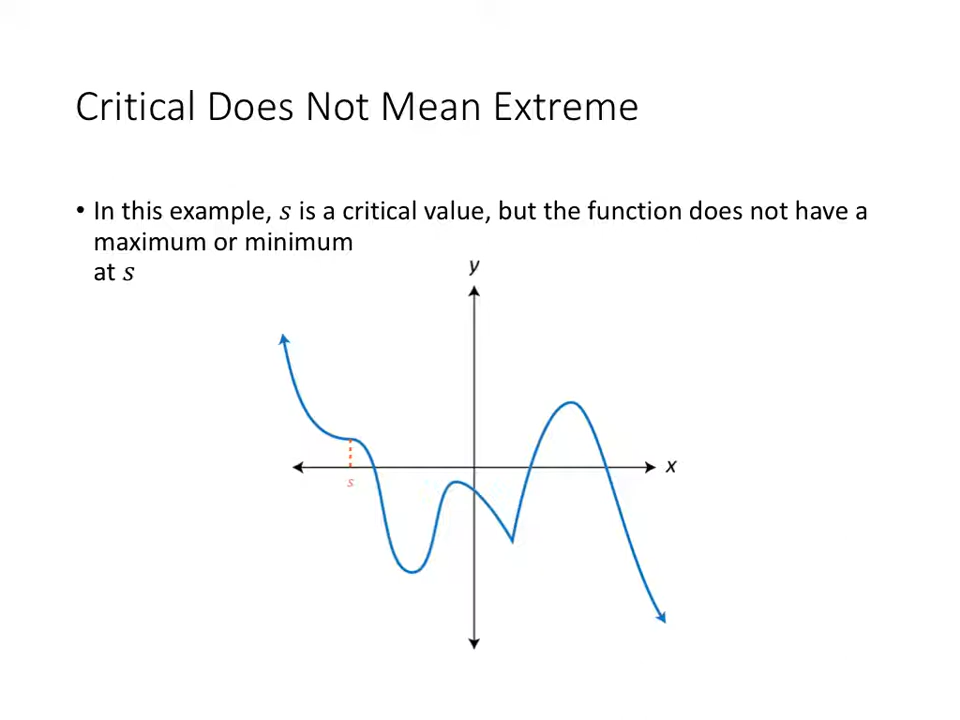 Critical Does Not Mean Extreme
• In this example, s is a critical value, but the function does not have a
maximum or minimum
at s
y
x
s